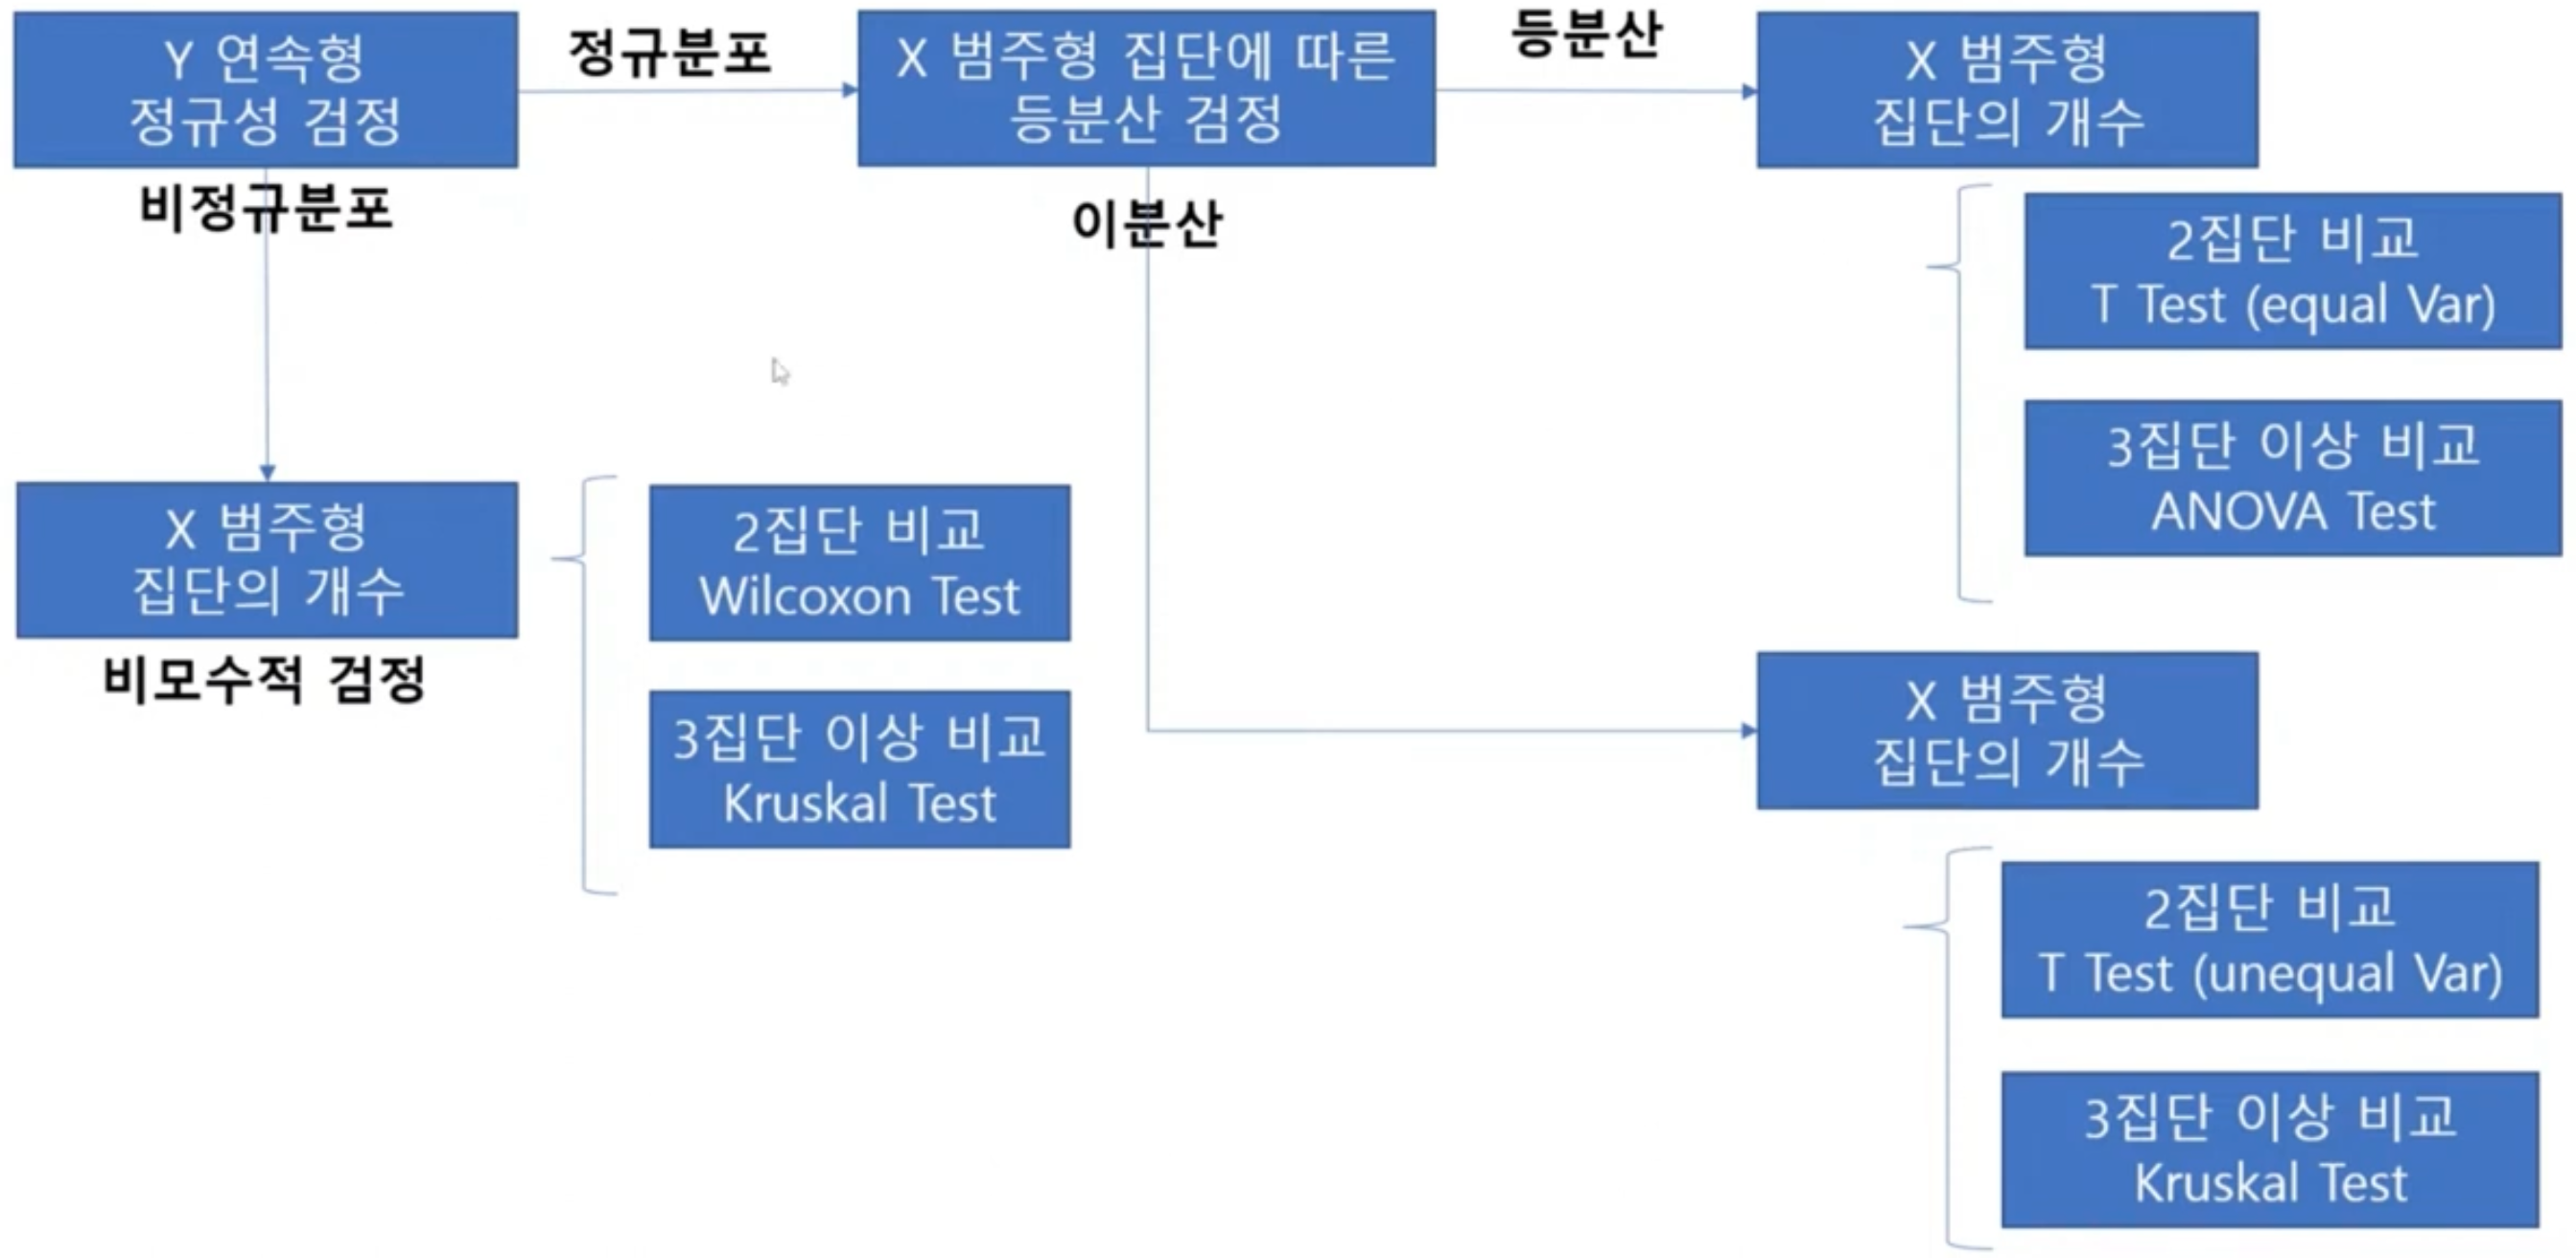 Y 연속형
정규성 검정
정규분포
X 범주형 집단에 따른
등분산 검정
등분산
X 범주형
집단의 개수
비정규분포
이분산
2집단 비교
T Test (equal Var)
3집단 이상 비교
ANOVA Test
X 범주형
집단의 개수
비모수적 검정
2집단 비교
Wilcoxon Test
3집단 이상 비교
Kruskal Test
X 범주형
집단의 개수
2집단 비교
T Test (unequal Var)
3집단 이상 비교
Kruskal Test